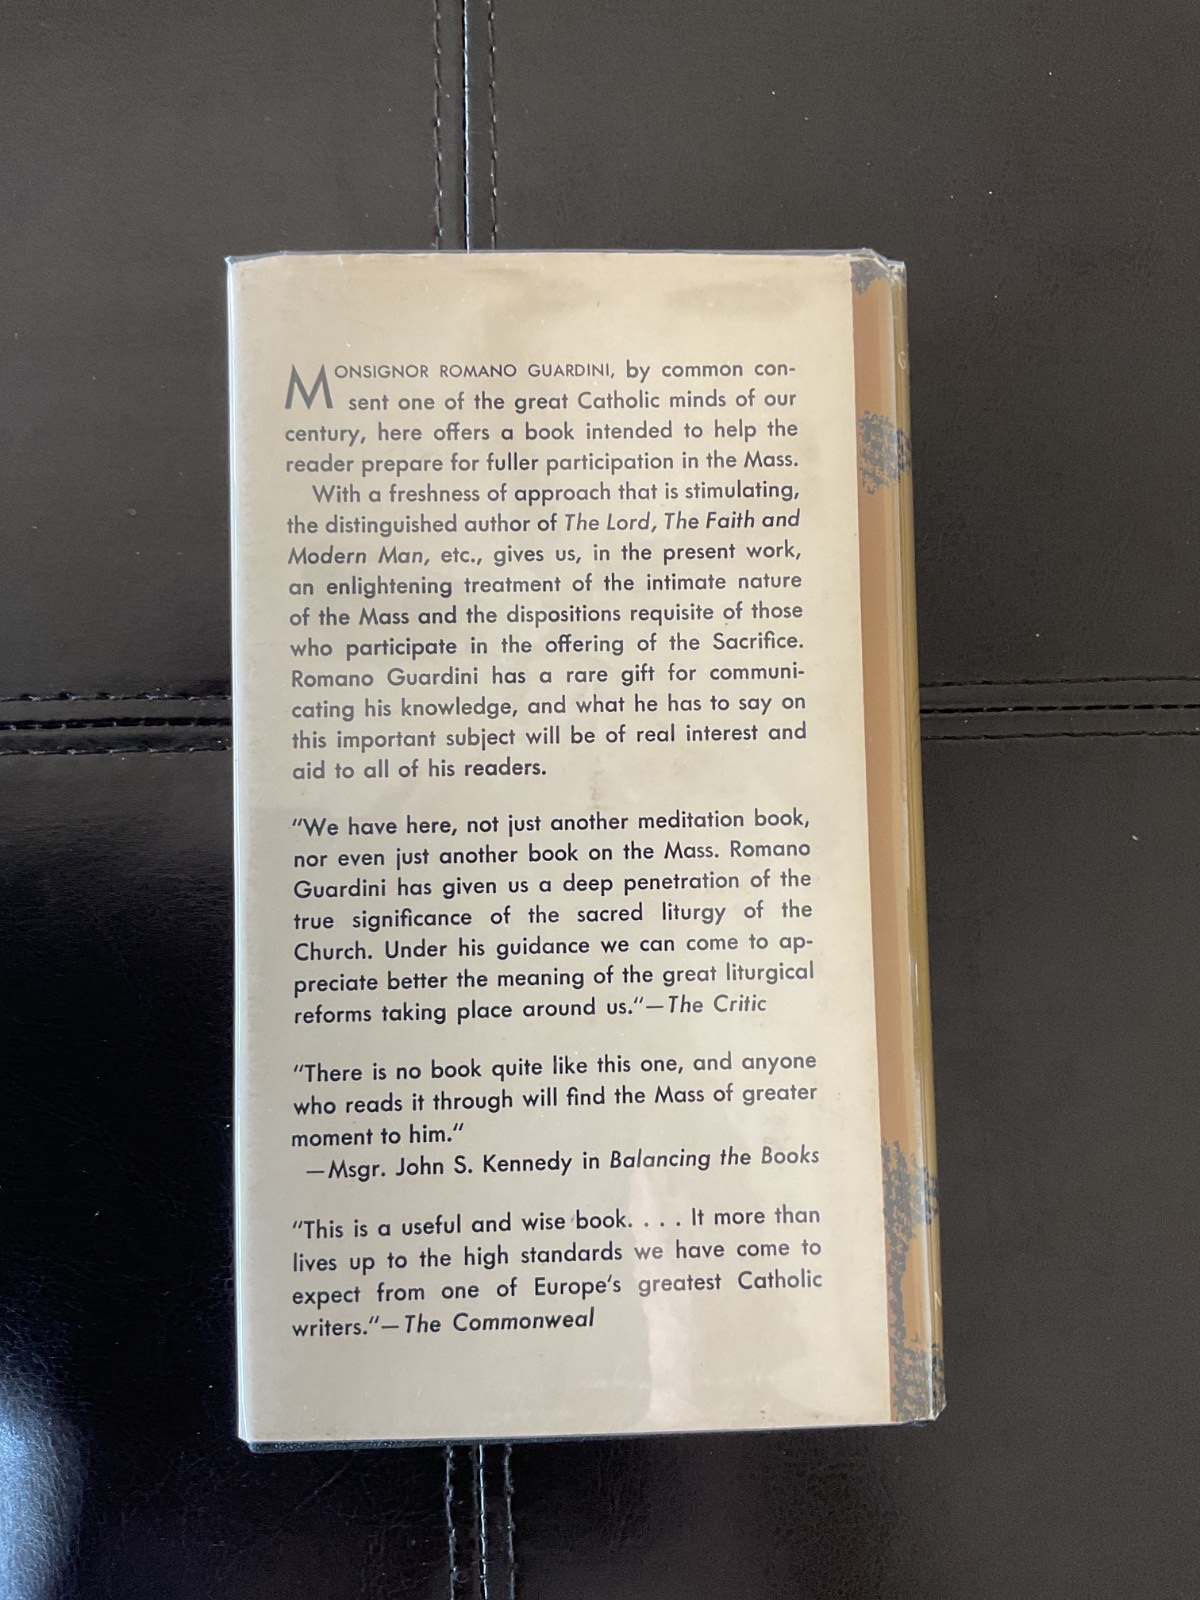 MONSIGNOR ROMANO GUARDINI, by common con-
sent one of the great Catholic minds of our
century, here offers a book intended to help the
reader prepare for fuller participation in the Mass.
With a freshness of approach that is stimulating,
the distinguished author of The Lord, The Faith and
Modern Man, etc., gives us, in the present work,
an enlightening treatment of the intimate nature
of the Mass and the dispositions requisite of those
who participate in the offering of the Sacrifice.
Romano Guardini has a rare gift for communi-
cating his knowledge, and what he has to say on
this important subject will be of real interest and
aid to all of his readers.
"We have here, not just another meditation book,
nor even just another book on the Mass. Romano
Guardini has given us a deep penetration of the
true significance of the sacred liturgy of the
Church. Under his guidance we can come to ap-
preciate better the meaning of the great liturgical
reforms taking place around us."—The Critic
"There is no book quite like this one, and anyone
who reads it through will find the Mass of greater
moment to him."
—Msgr. John S. Kennedy in Balancing the Books
"This is a useful and wise book. . . . It more than
lives up to the high standards we have come to
expect from one of Europe's greatest Catholic
writers."—The Commonweal